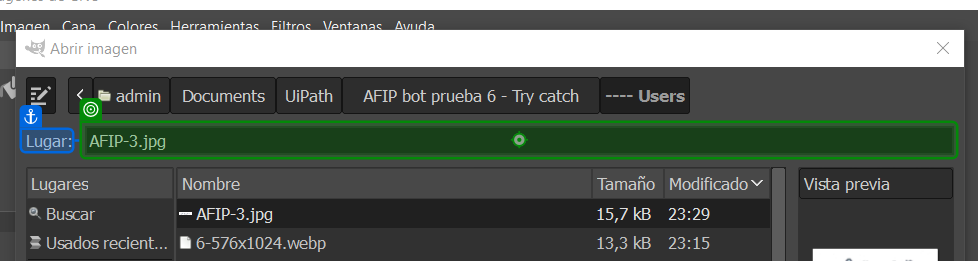 Imagen Capa Colores Herramientas Filtros Ventanas Ayuda
Abrir imagen
admin Documents UiPath AFIP bot prueba 6 - Try catch ---- Users
Lugar: AFIP-3.jpg
Lugares Nombre Tamaño Modificado Vista previa
Buscar AFIP-3.jpg 15,7 kB 23:29
Usados recient... 6-576x1024.webp 13,3 kB 23:15